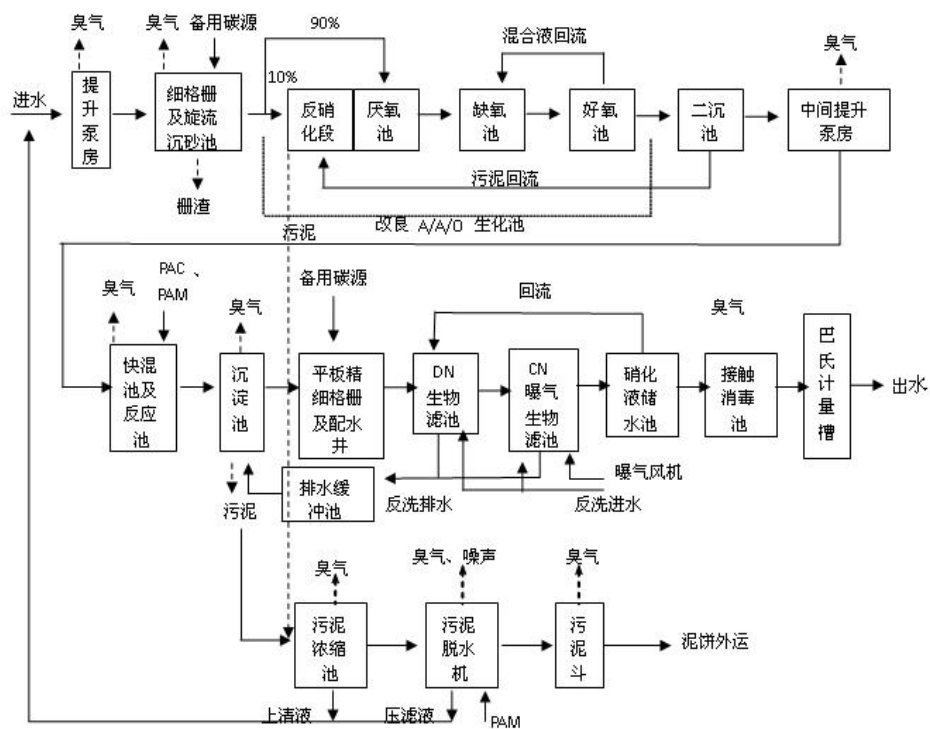 臭气
臭气
备用碳源
90%
混合液回流
臭气
进水
提
升
泵
房
细格栅
及旋流
沉砂池
10%
反硝
化段
厌氧
池
缺氧
池
好氧
池
二沉
池
中间提升
泵房
栅渣
污泥回流
污泥
改良 A/A/O 生化池
臭气
PAC 、
PAM
臭气
备用碳源
回流
臭气
快混
池及
反应
池
沉
淀
池
平板精
细格栅
及配水
井
DN
生物
滤池
CN
曝气
生物
滤池
硝化
液储
水池
接触
消毒
池
巴
氏
计
量
槽
出水
污泥
排水缓
冲池
反洗排水
曝气风机
反洗进水
臭气
臭气、噪声
臭气
污泥
浓缩
池
污泥
脱水
机
污
泥
斗
泥饼外运
上清液
压滤液
PAM